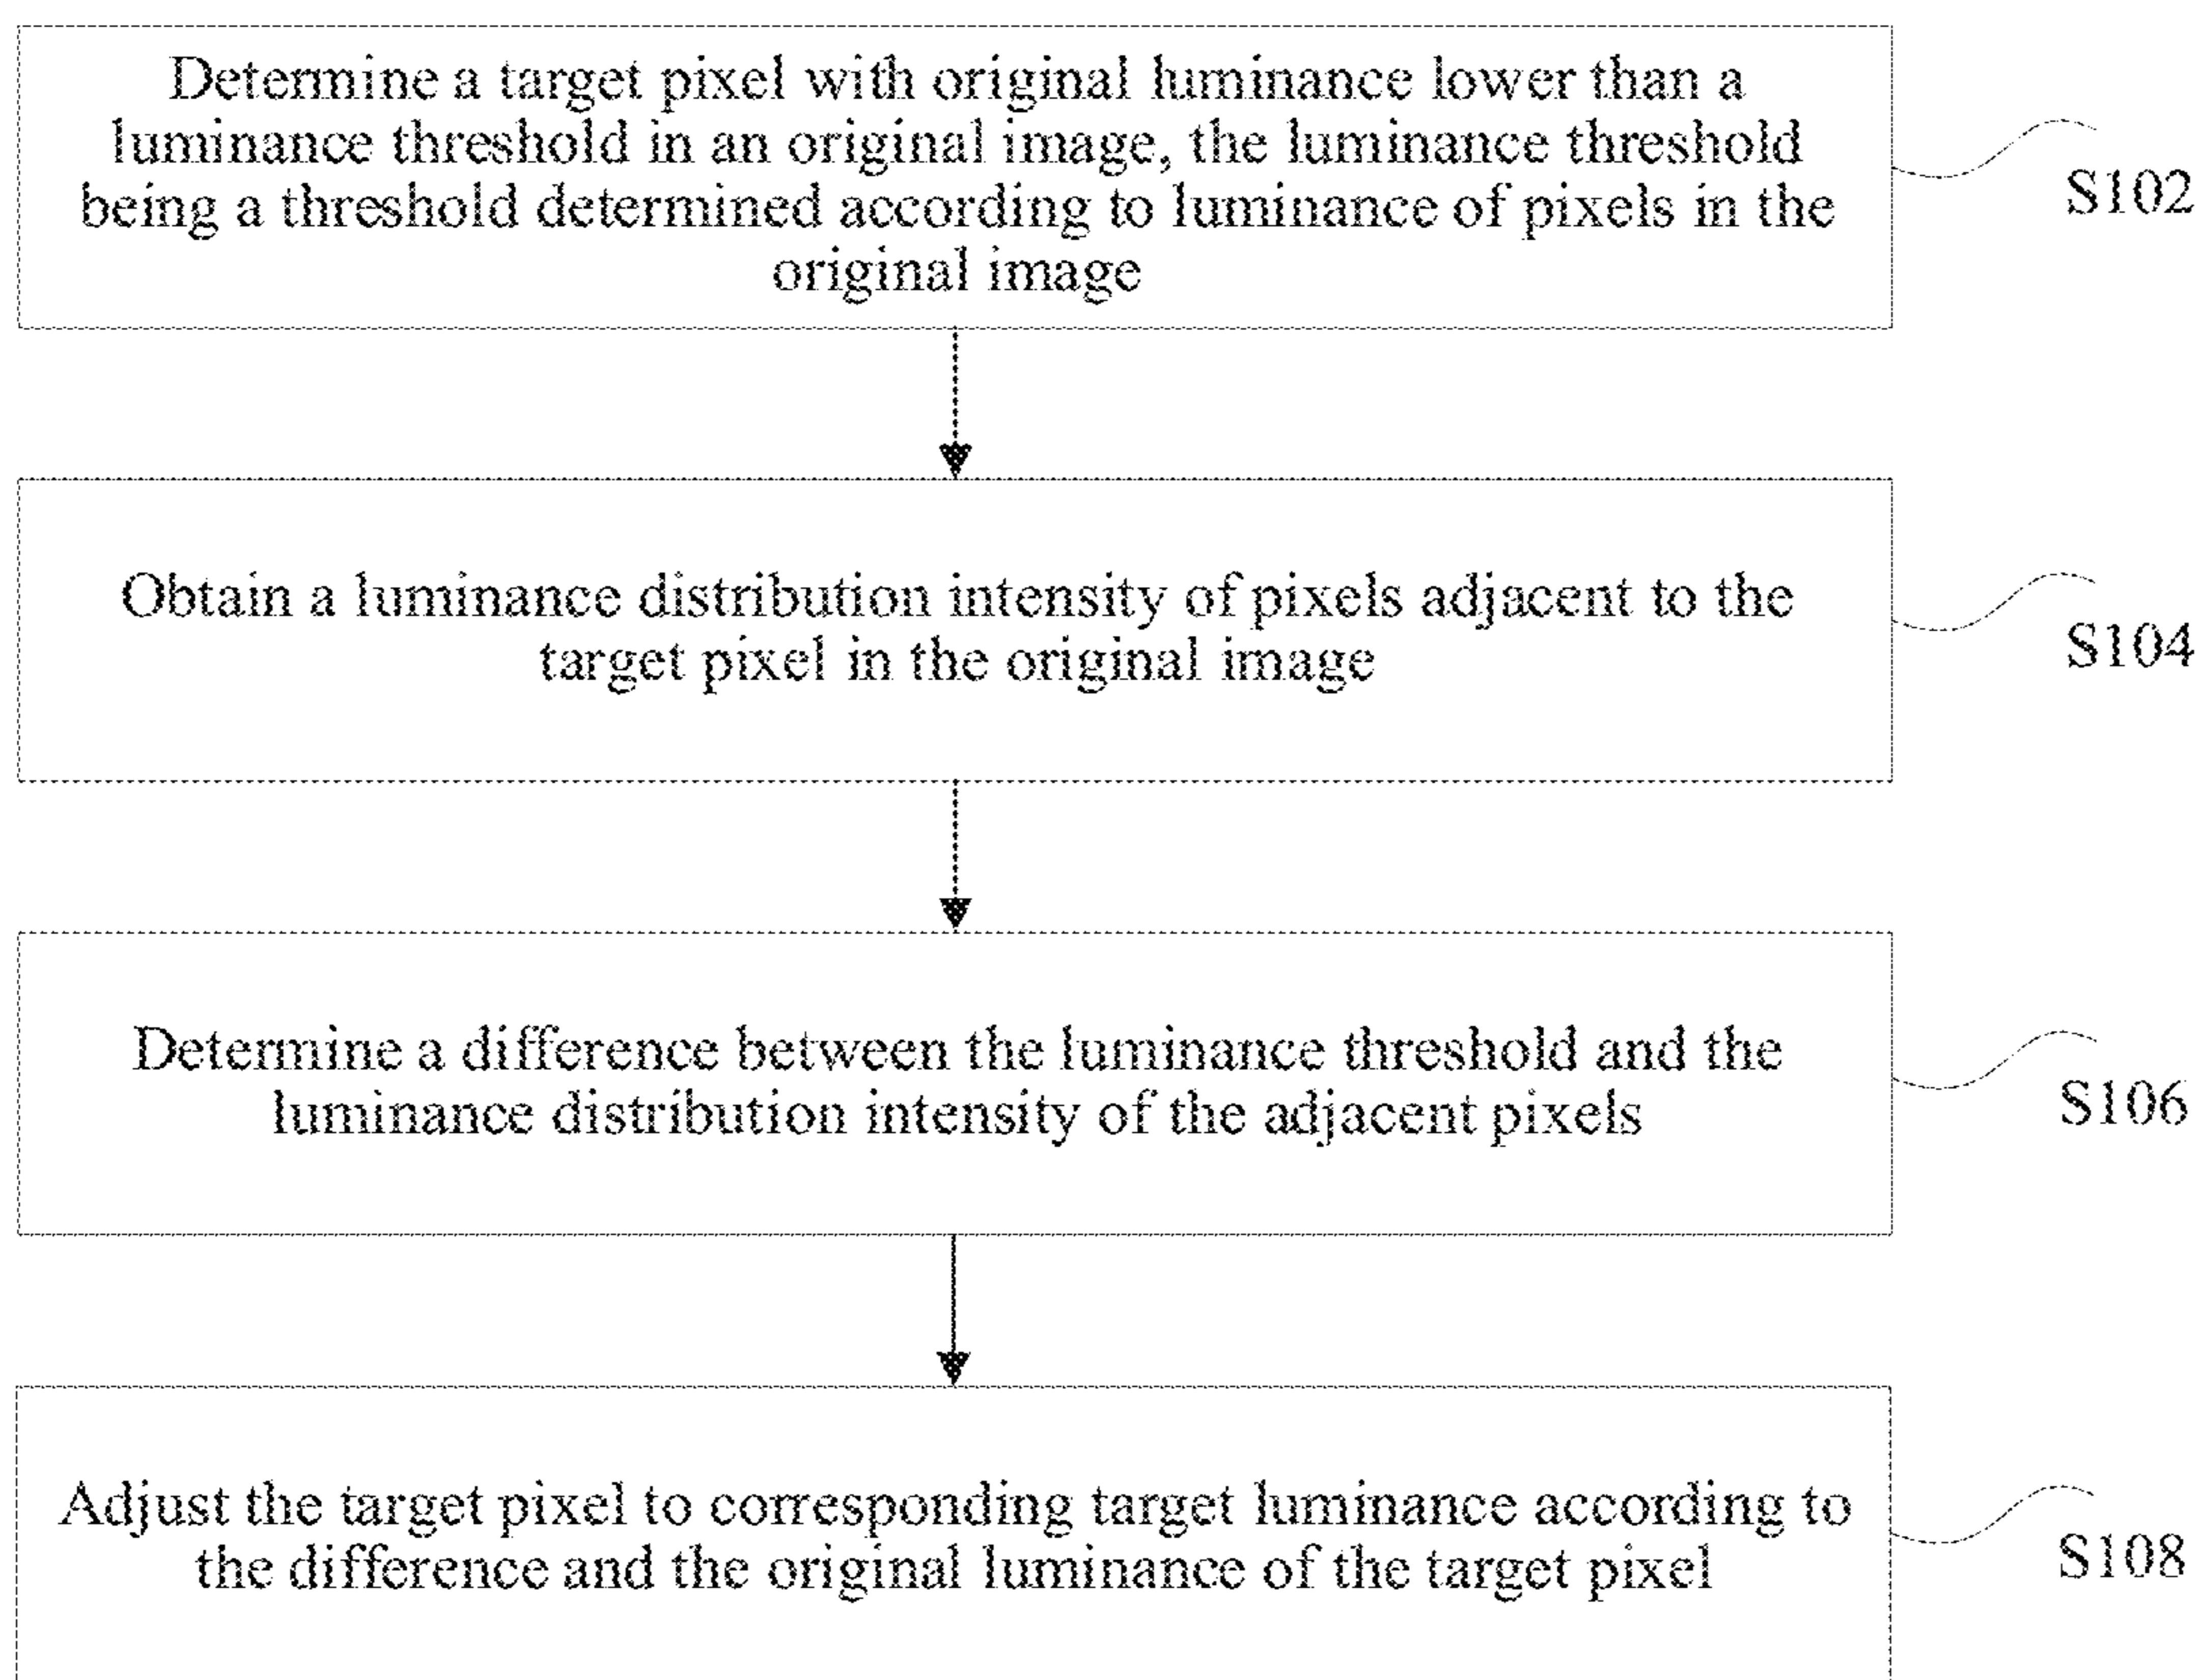 Determine a target pixel with original luminance lower than a
luminance threshold in an original image, the luminance threshold
being a threshold determined according to luminance of pixels in the
original image
S102
Obtain a luminance distribution intensity of pixels adjacent to the
target pixel in the original image
S104
Determine a difference between the luminance threshold and the
luminance distribution intensity of the adjacent pixels
S106
Adjust the target pixel to corresponding target luminance according to
the difference and the original luminance of the target pixel
S108